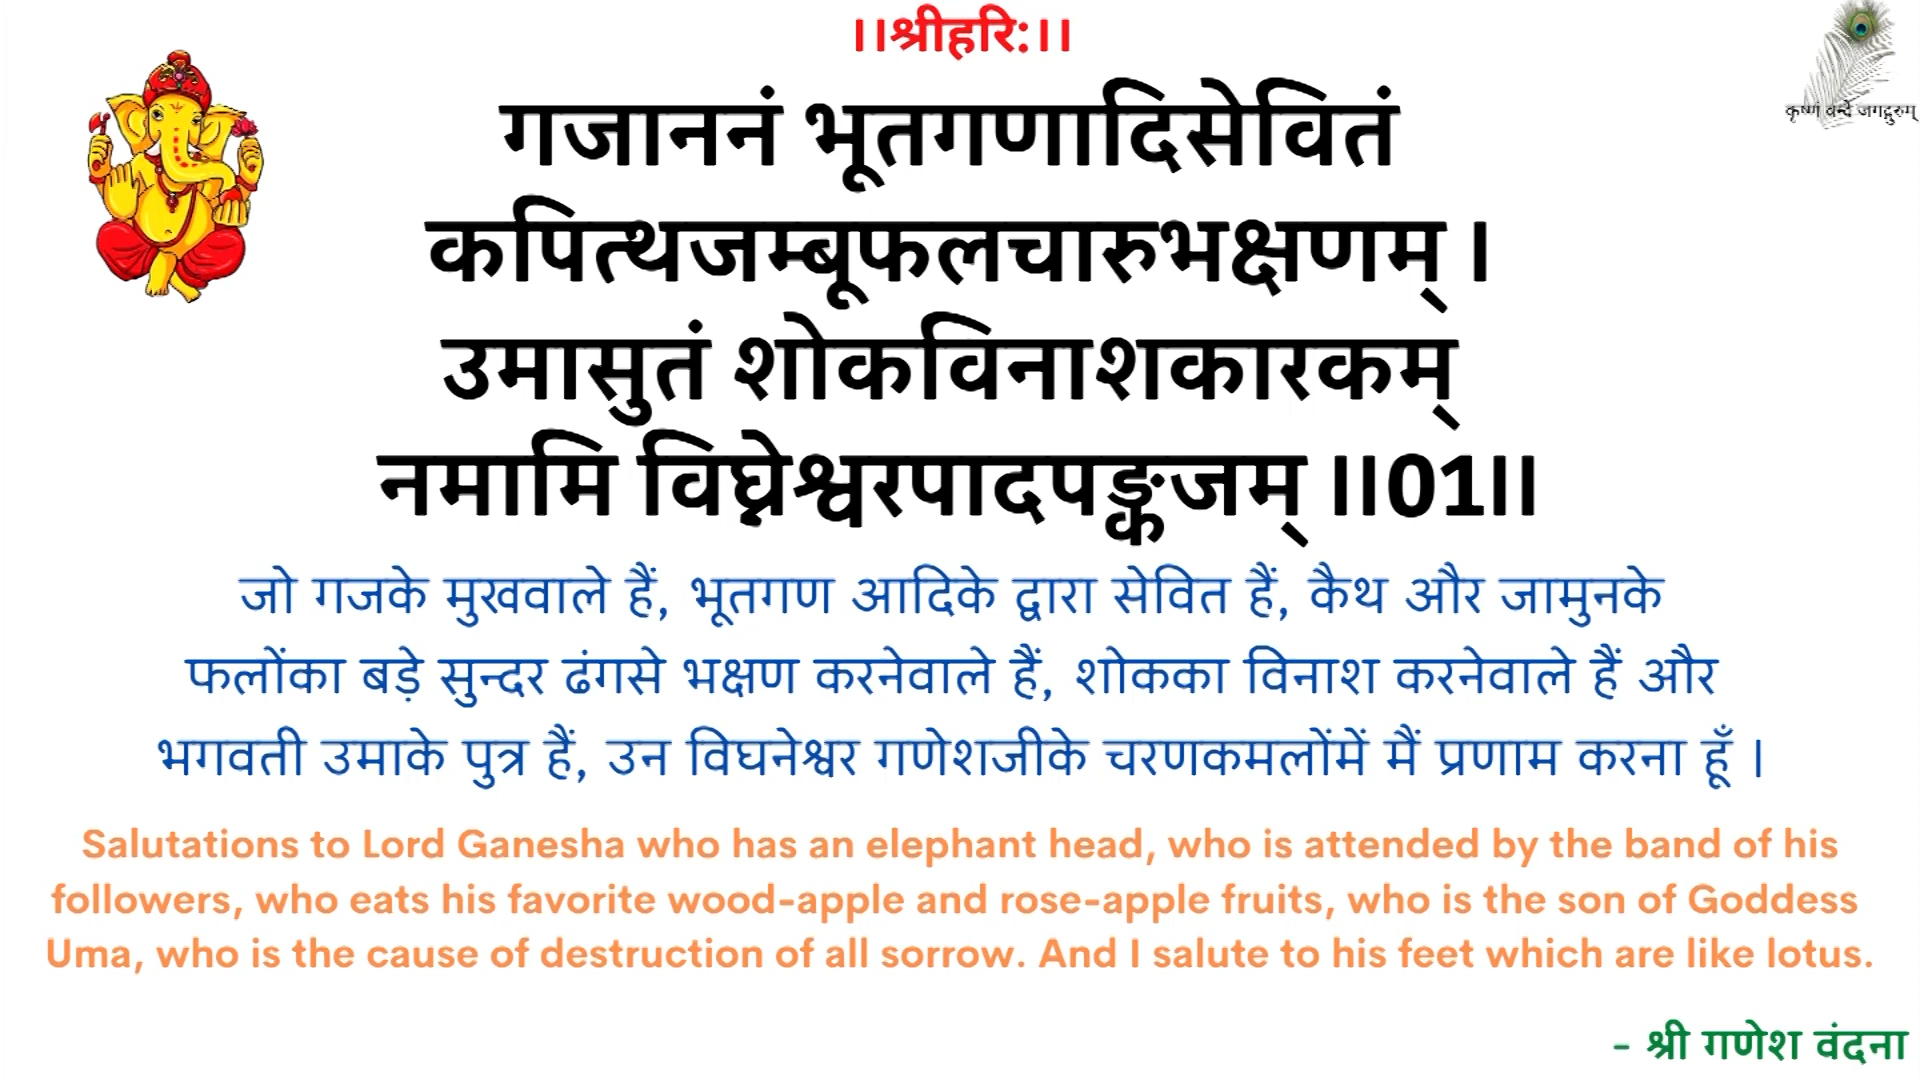 ।।श्रीहरि:।।
कृष्णं वन्दे जगद्गुरुम्
गजाननं भूतगणादिसेवितं
कपित्थजम्बूफलचारुभक्षणम् ।
उमासुतं शोकविनाशकारकम्
नमामि विघ्नेश्वरपादपङ्कजम् ।।01।।
जो गजके मुखवाले हैं, भूतगण आदिके द्वारा सेवित हैं, कैथ और जामुनके
फलोंका बड़े सुन्दर ढंगसे भक्षण करनेवाले हैं, शोकका विनाश करनेवाले हैं और
भगवती उमाके पुत्र हैं, उन विघनेश्वर गणेशजीके चरणकमलोंमें मैं प्रणाम करना हूँ ।
Salutations to Lord Ganesha who has an elephant head, who is attended by the band of his
followers, who eats his favorite wood-apple and rose-apple fruits, who is the son of Goddess
Uma, who is the cause of destruction of all sorrow. And I salute to his feet which are like lotus.
- श्री गणेश वंदना